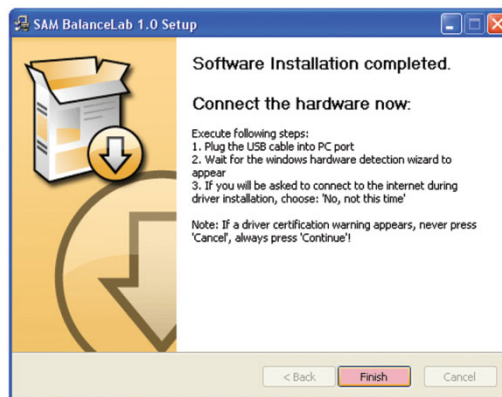 SAM BalanceLab 1.0 Setup
Software Installation completed.
Connect the hardware now:
Execute following steps:
1. Plug the USB cable into PC port
2. Wait for the windows hardware detection wizard to
appear
3. If you will be asked to connect to the internet during
driver installation, choose: 'No, not this time'
Note: If a driver certification warning appears, never press
'Cancel', always press 'Continue'!
< Back
Finish
Cancel